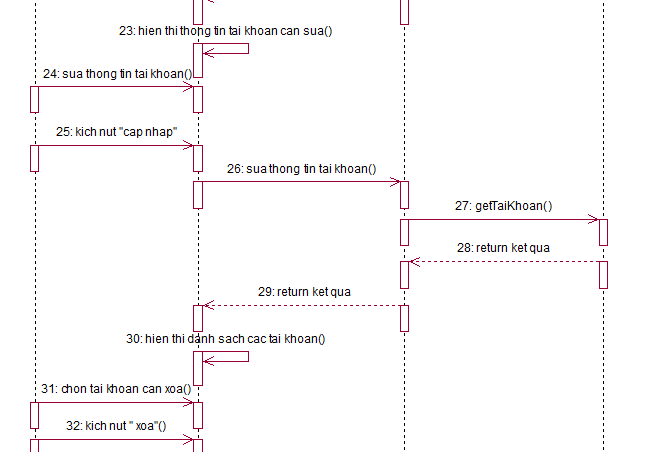 23: hien thi thong tin tai khoan can sua()
24: sua thong tin tai khoan()
25: kich nut "cap nhap"
26: sua thong tin tai khoan()
27: getTaiKhoan()
28: return ket qua
29: return ket qua
30: hien thi danh sach cac tai khoan()
31: chon tai khoan can xoa()
32: kich nut " xoa"()